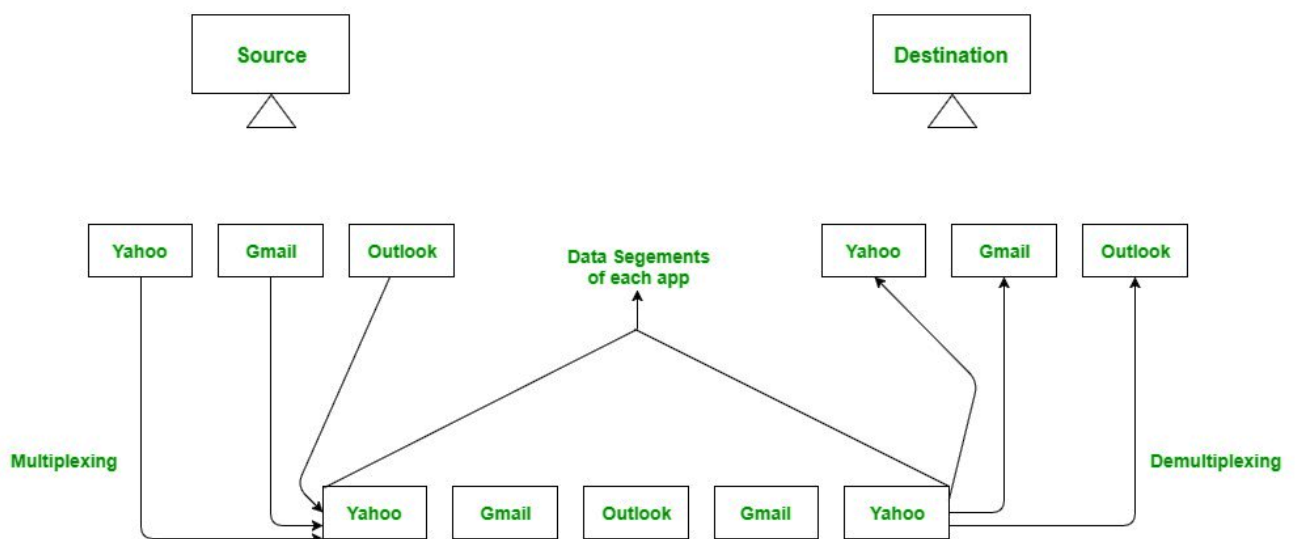 Source
Destination
Yahoo
Gmail
Outlook
Data Segements
of each app
Yahoo
Gmail
Outlook
Multiplexing
Demultiplexing
Yahoo
Gmail
Outlook
Gmail
Yahoo